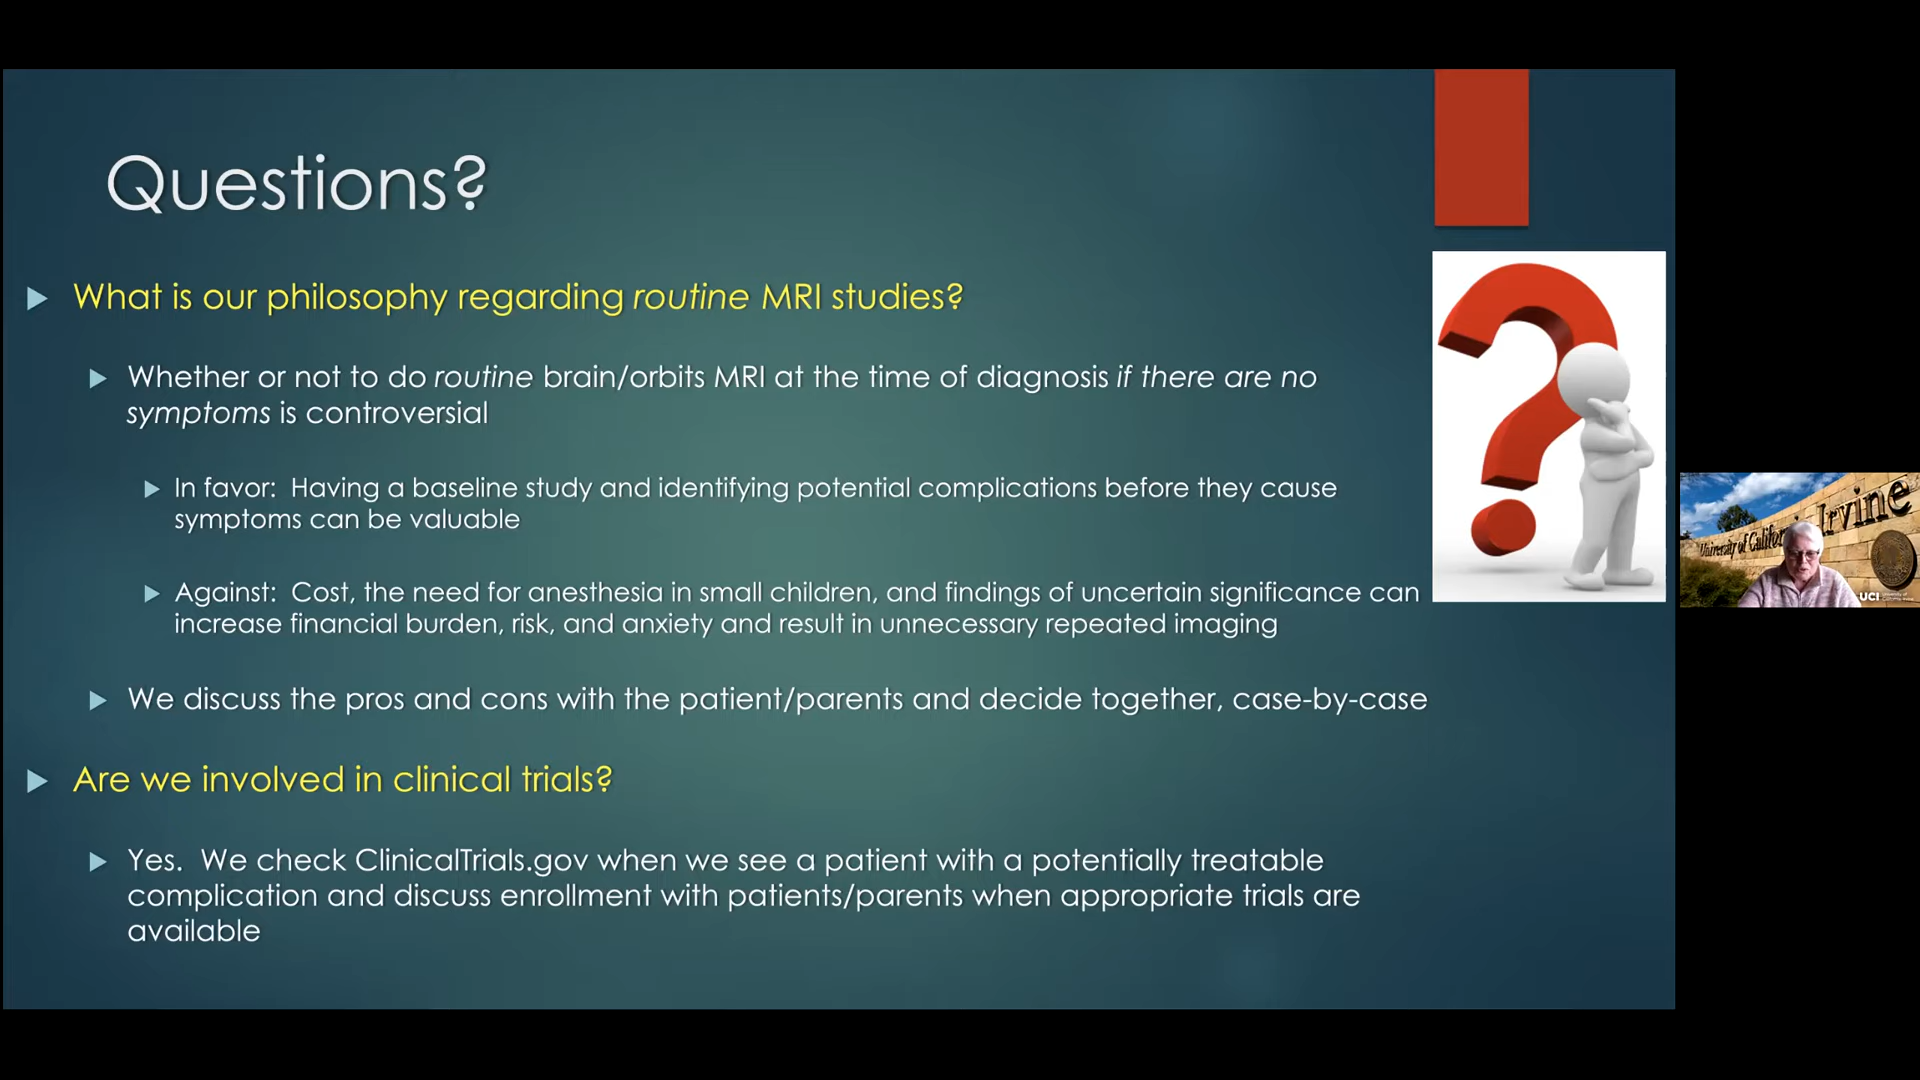 Questions?
What is our philosophy regarding routine MRI studies?
Whether or not to do routine brain/orbits MRI at the time of diagnosis if there are no
symptoms is controversial
In favor:  Having a baseline study and identifying potential complications before they cause
symptoms can be valuable
Against:  Cost, the need for anesthesia in small children, and findings of uncertain significance can
increase financial burden, risk, and anxiety and result in unnecessary repeated imaging
We discuss the pros and cons with the patient/parents and decide together, case-by-case
Are we involved in clinical trials?
Yes.  We check ClinicalTrials.gov when we see a patient with a potentially treatable
complication and discuss enrollment with patients/parents when appropriate trials are
available
University of Californ
Irvine
UCI